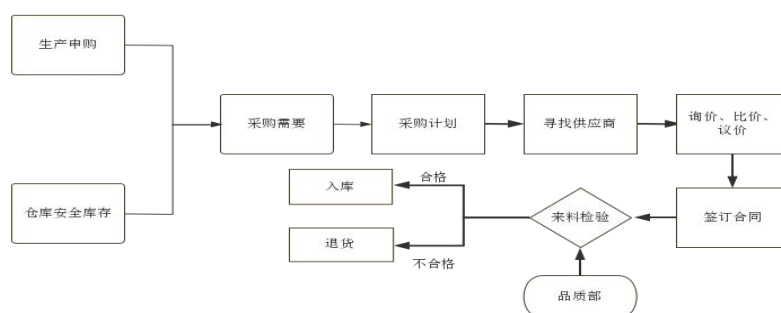 生产申购
采购需要
采购计划
寻找供应商
询价、比价、
议价
仓库安全库存
入库
合格
退货
不合格
来料检验
签订合同
品质部